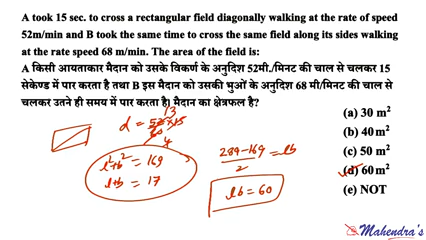 A took 15 sec. to cross a rectangular field diagonally walking at the rate of speed
52m/min and B took the same time to cross the same field along its sides walking
at the rate speed 68 m/min. The area of the field is:
A किसी आयताकार मैदान को उसके विकर्ण के अनुदिश 52मी./मिनट की चाल से चलकर 15
सेकेण्ड में पार करता है तथा B इस मैदान को उसकी भुओं के अनुदिश 68 मी/मिनट की चाल से
चलकर उतने ही समय में पार करता है। मैदान का क्षेत्रफल है?
(a) 30 m²
(b) 40 m²
(c) 50 m²
(d) 60 m²
(e) NOT
13
d = 52 × 15
60
4
l² + b² = 169
l + b = 17
289 - 169 = lb
2
lb = 60
Mahendra's